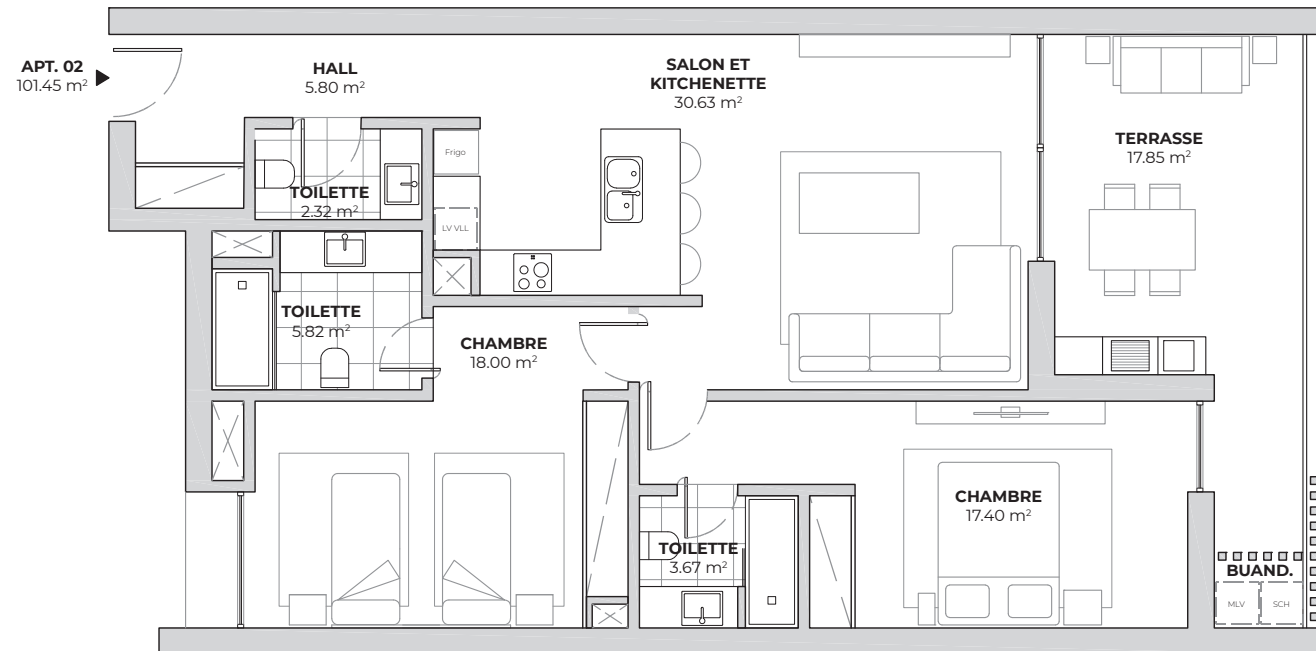 APT. 02
101.45 m²
HALL
5.80 m²
SALON ET
KITCHENETTE
30.63 m²
TERRASSE
17.85 m²
Frigo
TOILETTE
2.32 m²
LV VLL
TOILETTE
5.82 m²
CHAMBRE
18.00 m²
CHAMBRE
17.40 m²
TOILETTE
3.67 m²
BUAND.
MLV
SCH